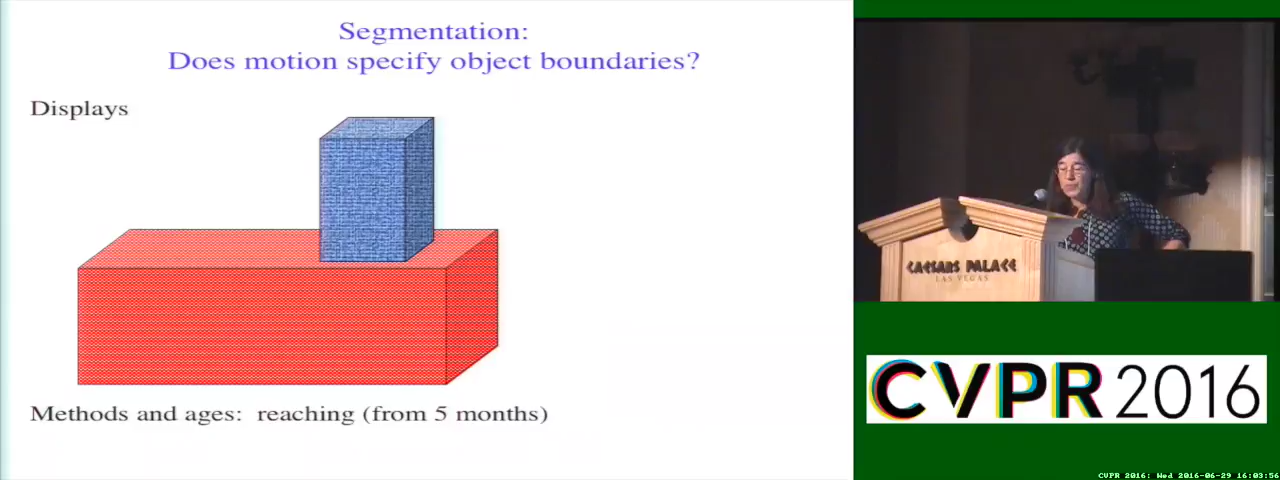 Segmentation:
Does motion specify object boundaries?
Displays
Methods and ages: reaching (from 5 months)
CAESARS PALACE
LAS VEGAS
CVPR 2016
CVPR 2016: Wed 2016-06-29 16:03:56